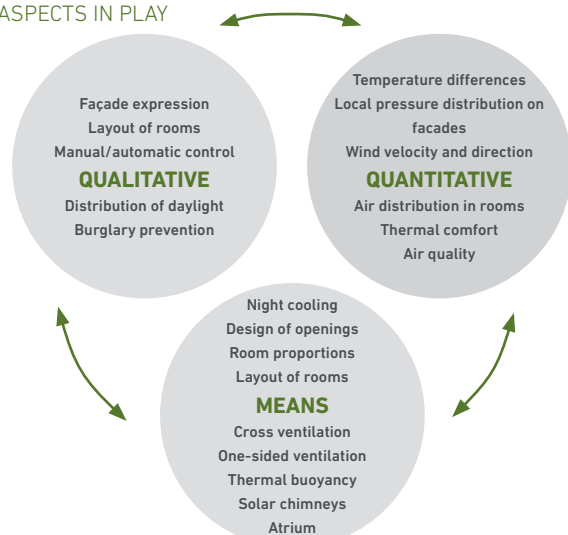 ASPECTS IN PLAY
Façade expression
Layout of rooms
Manual/automatic control
QUALITATIVE
Distribution of daylight
Burglary prevention
Temperature differences
Local pressure distribution on
facades
Wind velocity and direction
QUANTITATIVE
Air distribution in rooms
Thermal comfort
Air quality
Night cooling
Design of openings
Room proportions
Layout of rooms
MEANS
Cross ventilation
One-sided ventilation
Thermal buoyancy
Solar chimneys
Atrium